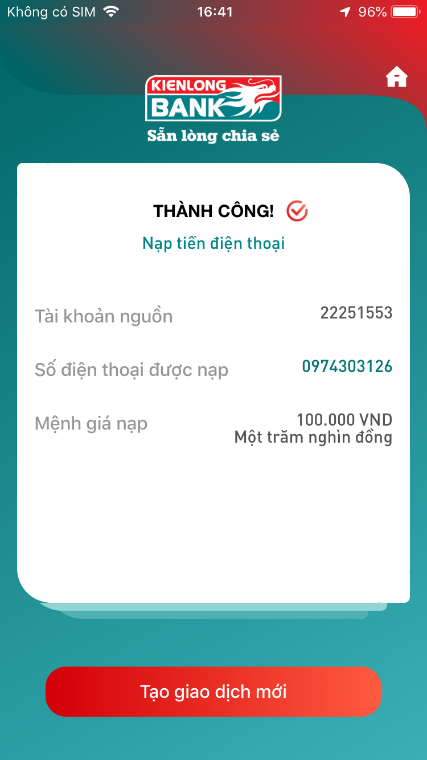 Không có SIM 16:41 96%
KIENLONG
BANK
Sẵn lòng chia sẻ
THÀNH CÔNG!
Nạp tiền điện thoại
Tài khoản nguồn 22251553
Số điện thoại được nạp 0974303126
Mệnh giá nạp 100.000 VND
Một trăm nghìn đồng
Tạo giao dịch mới